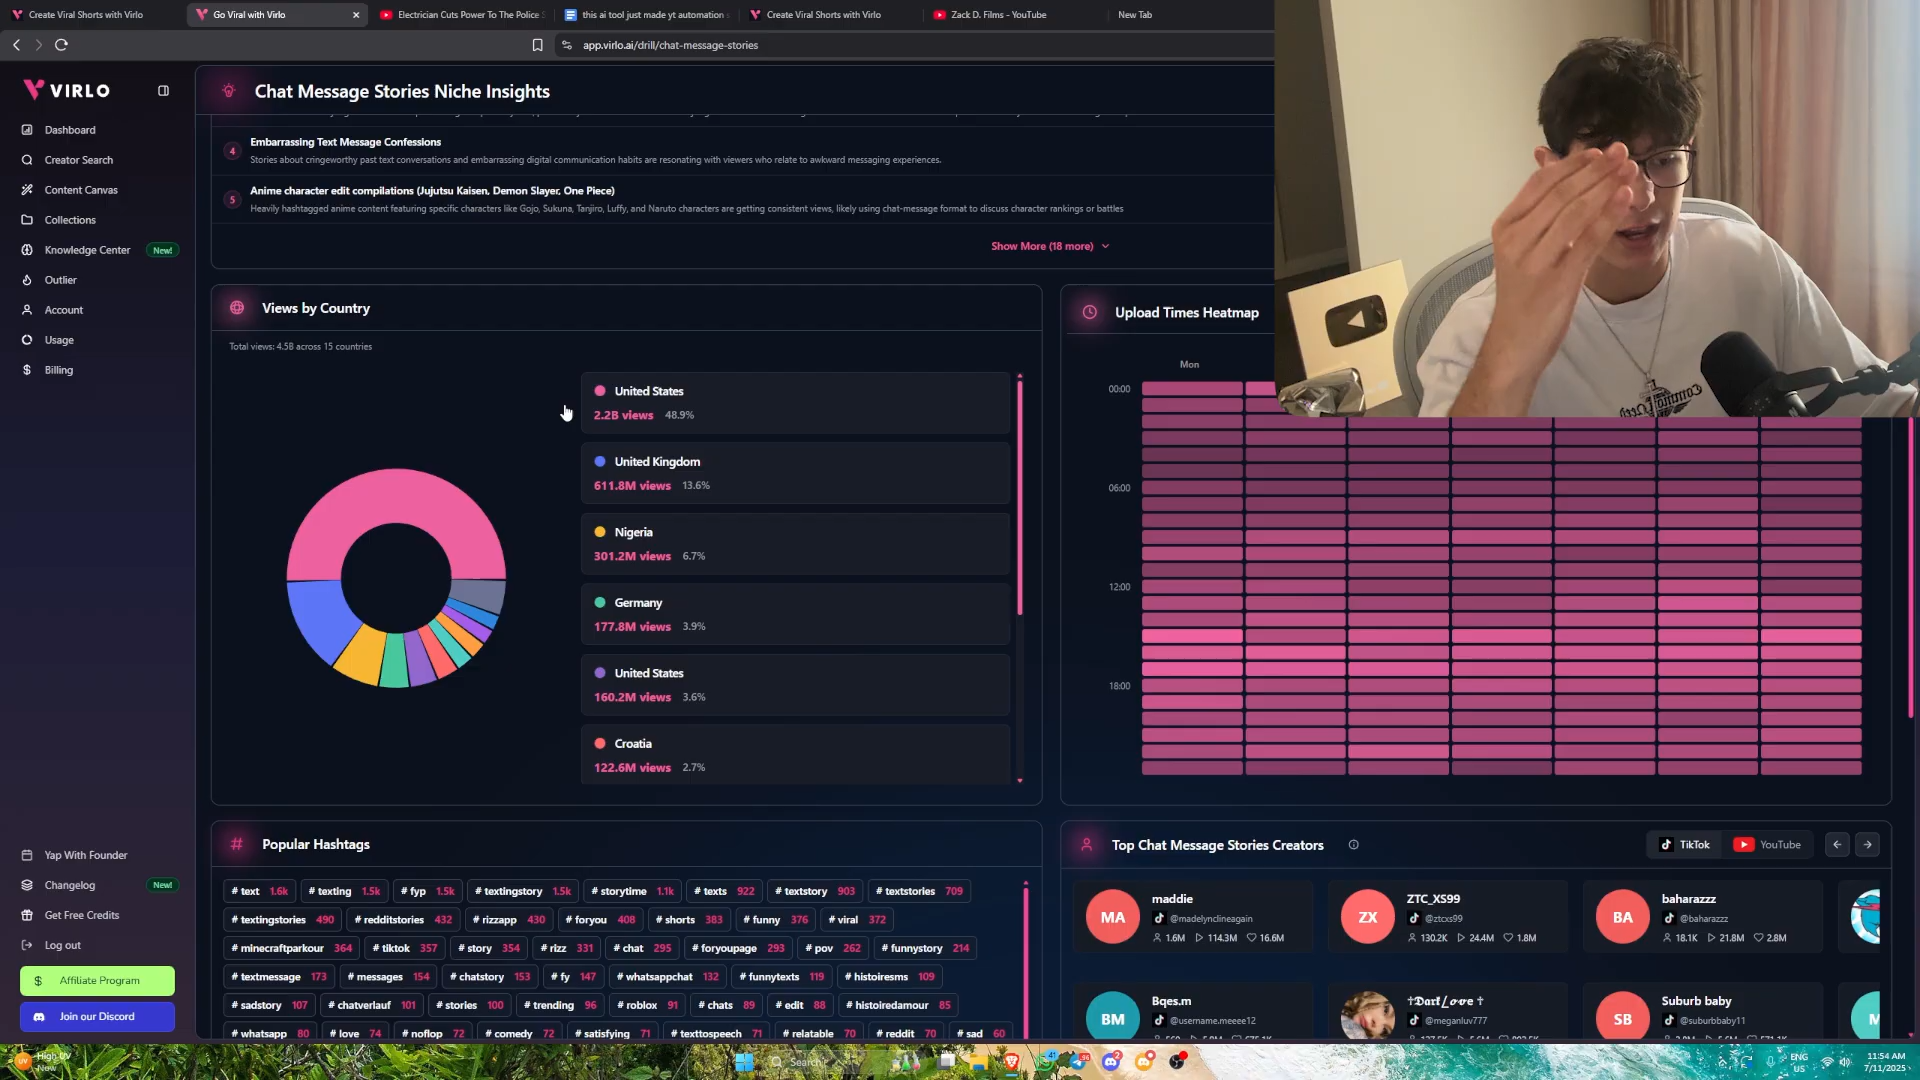 Create Viral Shorts with Virlo
Go Viral with Virlo
Electrician Cuts Power To The Police
this ai tool just made yt automation
Create Viral Shorts with Virlo
Zack D. Films - YouTube
New Tab
app.virlo.ai/drill/chat-message-stories
VIRLO
Dashboard
Creator Search
Content Canvas
Collections
Knowledge Center New!
Outlier
Account
Usage
Billing
Yap With Founder
Changelog New!
Get Free Credits
Log out
$ Affiliate Program
Join our Discord
Chat Message Stories Niche Insights
4 Embarrassing Text Message Confessions
Stories about cringeworthy past text conversations and embarrassing digital communication habits are resonating with viewers who relate to awkward messaging experiences.
5 Anime character edit compilations (Jujutsu Kaisen, Demon Slayer, One Piece)
Heavily hashtagged anime content featuring specific characters like Gojo, Sukuna, Tanjiro, Luffy, and Naruto characters are getting consistent views, likely using chat-message format to discuss character rankings or battles
Show More (18 more)
Views by Country
Total views: 4.5B across 15 countries
United States
2.2B views 48.9%
United Kingdom
611.8M views 13.6%
Nigeria
301.2M views 6.7%
Germany
177.8M views 3.9%
United States
160.2M views 3.6%
Croatia
122.6M views 2.7%
Upload Times Heatmap
Mon
00:00
06:00
12:00
18:00
Popular Hashtags
# text 1.6k # texting 1.5k # fyp 1.5k # textingstory 1.5k # storytime 1.1k # texts 922 # textstory 903 # textstories 709
# textingstories 490 # redditstories 432 # rizzapp 430 # foryou 408 # shorts 383 # funny 376 # viral 372
# minecraftparkour 364 # tiktok 357 # story 354 # rizz 331 # chat 295 # foryoupage 293 # pov 262 # funnystory 214
# textmessage 173 # messages 154 # chatstory 153 # fy 147 # whatsappchat 132 # funnytexts 119 # histoiresms 109
# sadstory 107 # chatverlauf 101 # stories 100 # trending 96 # roblox 91 # chats 89 # edit 88 # histoiredamour 85
# whatsapp 80 # love 74 # noflop 72 # comedy 72 # satisfying 71 # texttospeech 71 # relatable 70 # reddit 70 # sad 60
Top Chat Message Stories Creators
TikTok YouTube
MA maddie
@madelynclineagain
1.6M 114.3M 16.6M
ZX ZTC_XS99
@ztcxs99
130.2K 24.4M 1.8M
BA baharazzz
@baharazzz
18.1K 21.8M 2.8M
BM Bqes.m
@username.meeee12
@meganluv777
SB Suburb baby
@suburbbaby11
High UV
Now
Search
ENG
US
11:54 AM
7/11/2025